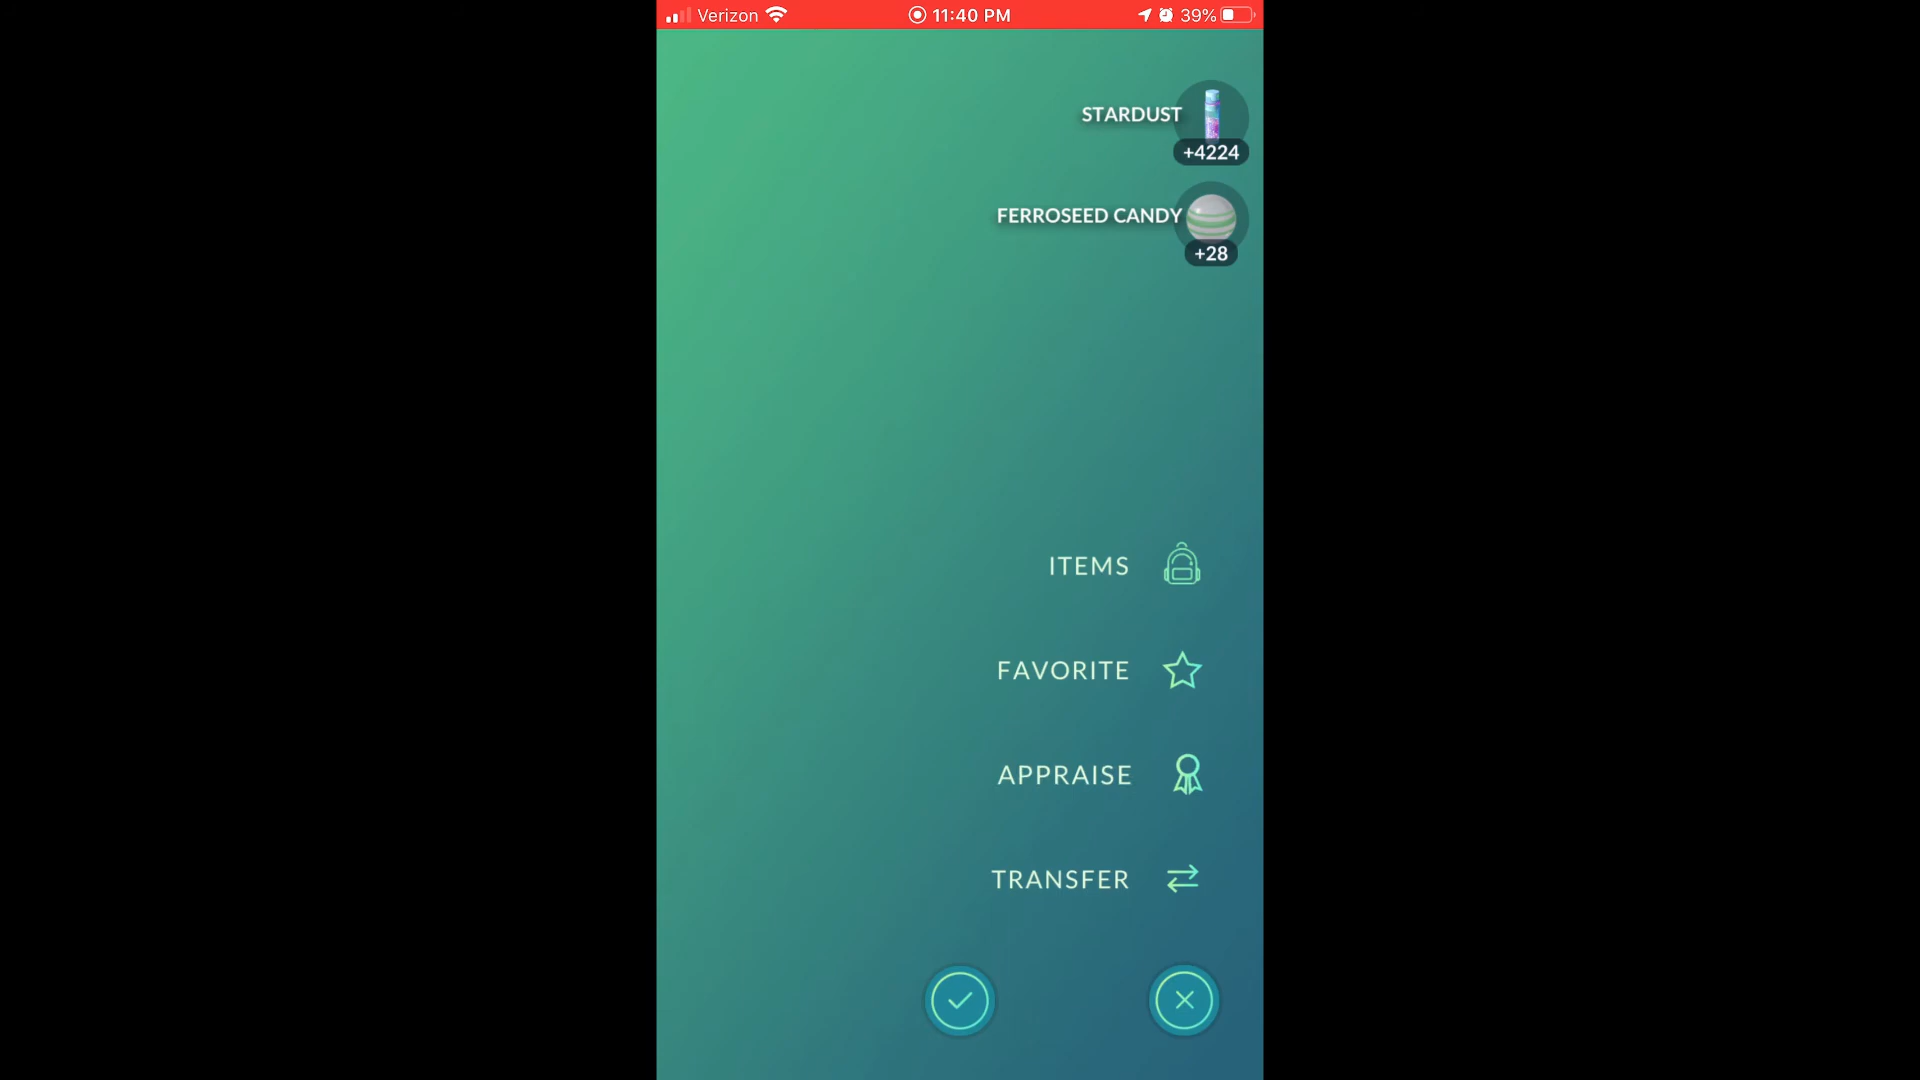 Verizon 11:40 PM 39%
STARDUST
+4224
FERROSEED CANDY
+28
ITEMS
FAVORITE
APPRAISE
TRANSFER